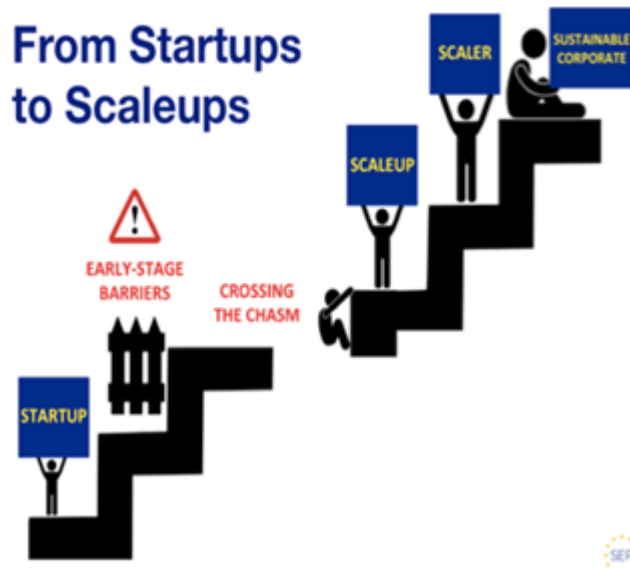 From Startups
to Scaleups
SCALER
SUSTAINABLE
CORPORATE
SCALEUP
EARLY-STAGE
BARRIERS
CROSSING
THE CHASM
STARTUP